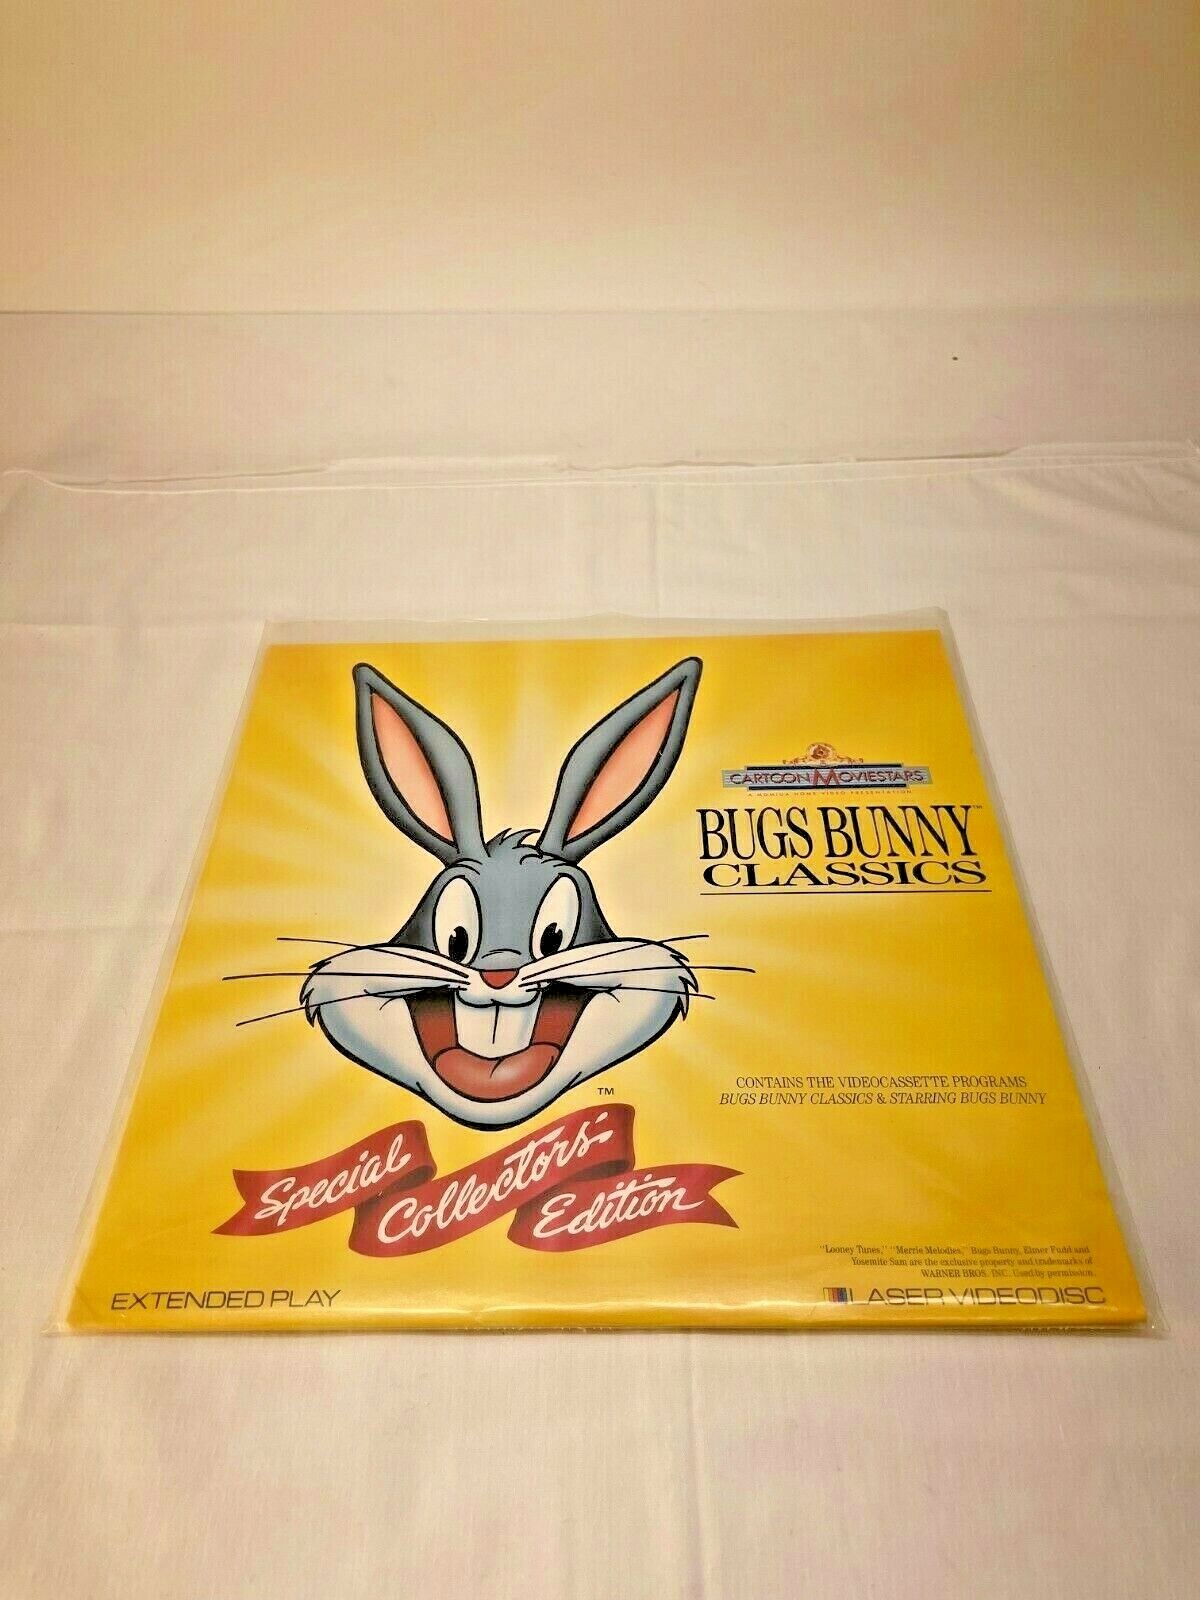 CARTOON MOVIESTARS
A MGM/UA HOME VIDEO PRESENTATION
BUGS BUNNY™
CLASSICS
CONTAINS THE VIDEOCASSETTE PROGRAMS
BUGS BUNNY CLASSICS & STARRING BUGS BUNNY
TM
Special Collectors' Edition
"Looney Tunes," "Merrie Melodies," Bugs Bunny, Elmer Fudd and
Yosemite Sam are the exclusive property and trademarks of
WARNER BROS. INC. Used by permission.
EXTENDED PLAY
LASER VIDEODISC